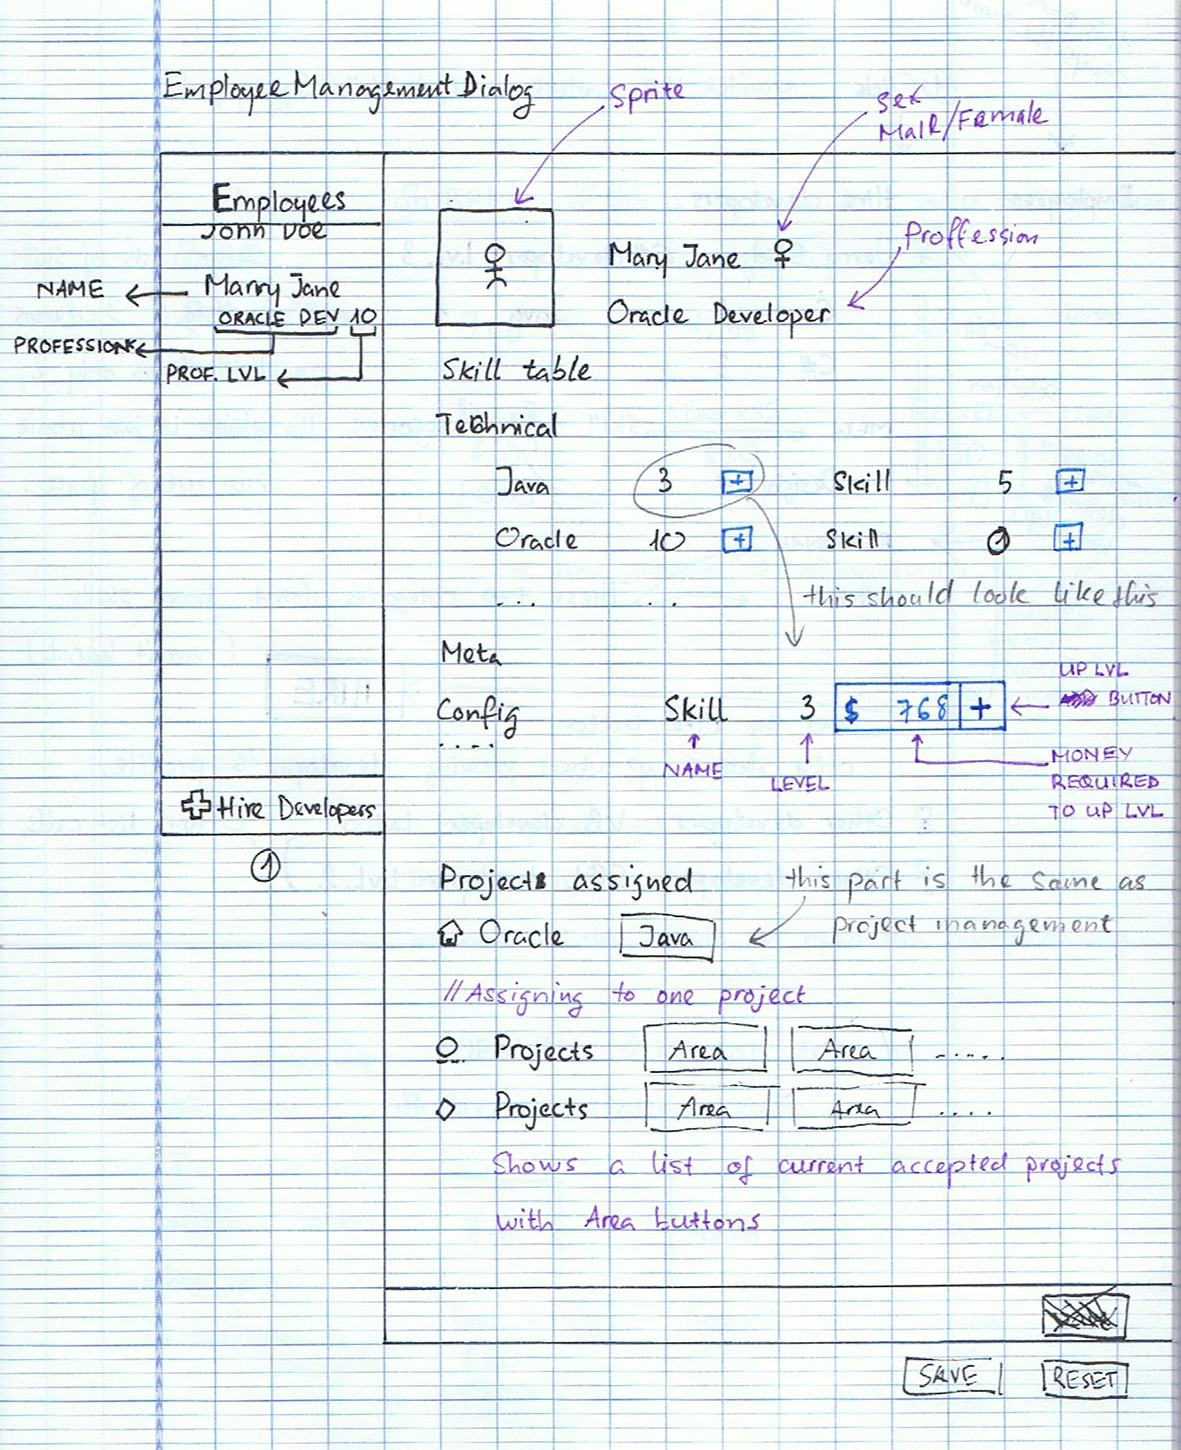 Employee Management Dialog
Sprite
Sex
Male/Female
Employees
John Doe
Marry Jane
NAME
ORACLE DEV 10
PROFESSION
PROF. LVL
Mary Jane ♀
Proffession
Oracle Developer
Skill table
Technical
Java 3 + Skill 5 +
Oracle 10 + Skill 0 +
... ...
this should look like this
Meta
Config
....
Skill 3 $ 768 +
NAME
LEVEL
UP LVL
BUTTON
MONEY
REQUIRED
TO UP LVL
Hire Developers
1
Projects assigned
this part is the same as
project management
Oracle Java
//Assigning to one project
Projects Area Area .....
Projects Area Area ....
Shows a list of current accepted projects
with Area buttons
SAVE RESET